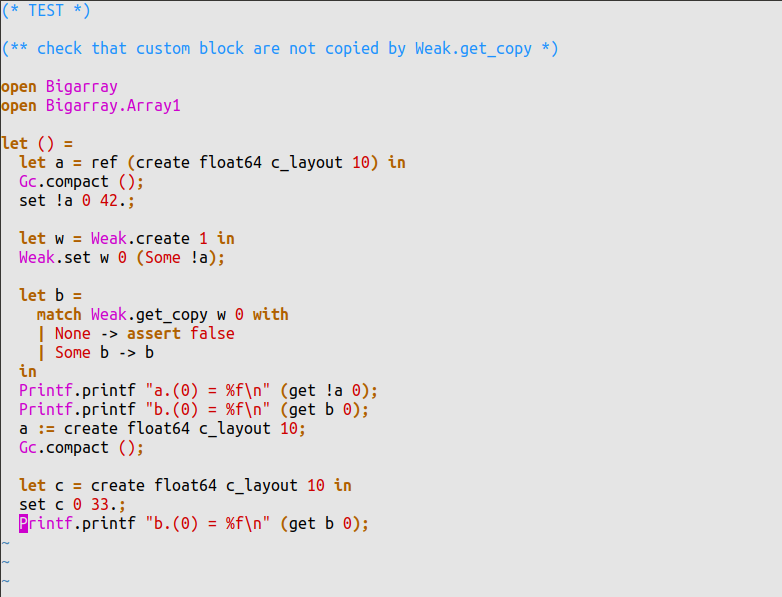 (* TEST *)

(** check that custom block are not copied by Weak.get_copy *)

open Bigarray
open Bigarray.Array1

let () =
  let a = ref (create float64 c_layout 10) in
  Gc.compact ();
  set !a 0 42.;

  let w = Weak.create 1 in
  Weak.set w 0 (Some !a);

  let b =
    match Weak.get_copy w 0 with
    | None -> assert false
    | Some b -> b
  in
  Printf.printf "a.(0) = %f\n" (get !a 0);
  Printf.printf "b.(0) = %f\n" (get b 0);
  a := create float64 c_layout 10;
  Gc.compact ();

  let c = create float64 c_layout 10 in
  set c 0 33.;
  Printf.printf "b.(0) = %f\n" (get b 0);
~
~
~